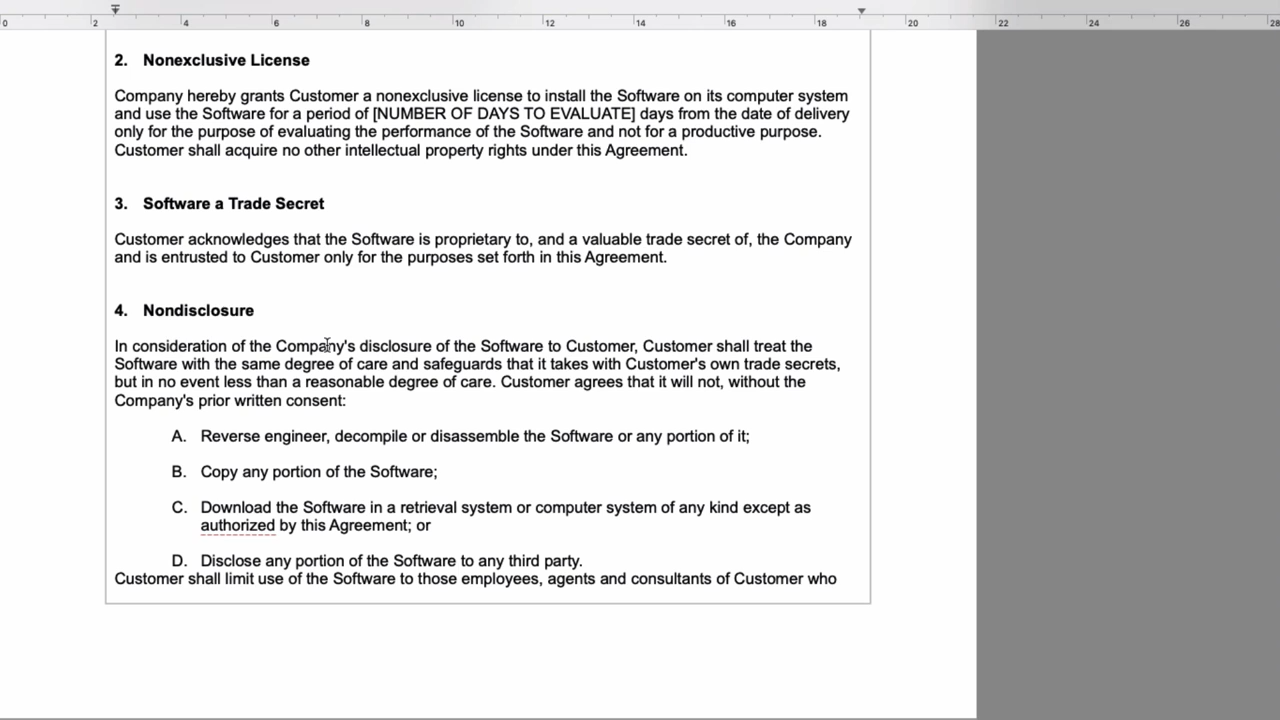 0 2 4 6 8 10 12 14 16 18 20 22 24 26 28
2. Nonexclusive License
Company hereby grants Customer a nonexclusive license to install the Software on its computer system
and use the Software for a period of [NUMBER OF DAYS TO EVALUATE] days from the date of delivery
only for the purpose of evaluating the performance of the Software and not for a productive purpose.
Customer shall acquire no other intellectual property rights under this Agreement.
3. Software a Trade Secret
Customer acknowledges that the Software is proprietary to, and a valuable trade secret of, the Company
and is entrusted to Customer only for the purposes set forth in this Agreement.
4. Nondisclosure
In consideration of the Company's disclosure of the Software to Customer, Customer shall treat the
Software with the same degree of care and safeguards that it takes with Customer's own trade secrets,
but in no event less than a reasonable degree of care. Customer agrees that it will not, without the
Company's prior written consent:
A. Reverse engineer, decompile or disassemble the Software or any portion of it;
B. Copy any portion of the Software;
C. Download the Software in a retrieval system or computer system of any kind except as
authorized by this Agreement; or
D. Disclose any portion of the Software to any third party.
Customer shall limit use of the Software to those employees, agents and consultants of Customer who